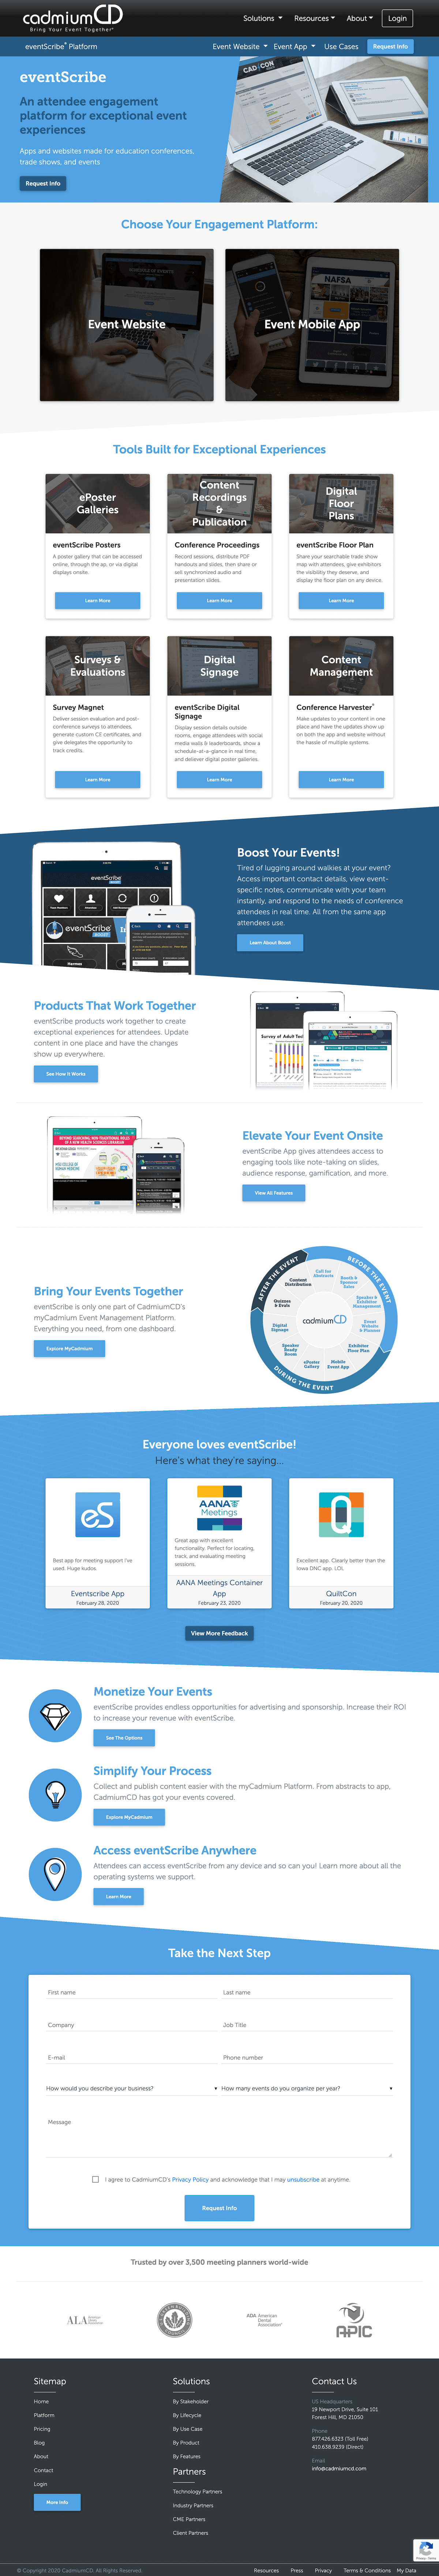 cadmiumCD
Bring Your Event Together®
Solutions
Resources
About
Login
eventScribe® Platform
Event Website
Event App
Use Cases
Request Info
eventScribe
An attendee engagement
platform for exceptional event
experiences
Apps and websites made for education conferences,
trade shows, and events
Request Info
CAD CON
NAFSA
Choose Your Engagement Platform:
Event Website
Event Mobile App
Tools Built for Exceptional Experiences
ePoster
Galleries
eventScribe Posters
A poster gallery that can be accessed
online, through the ap, or via digital
displays onsite.
Learn More
Content
Recordings
&
Publication
Conference Proceedings
Record sessions, distribute PDF
handouts and slides, then share or
sell synchronized audio and
presentation slides.
Learn More
Digital
Floor
Plans
eventScribe Floor Plan
Share your searchable trade show
map with attendees, give exhibitors
the visibility they deserve, and
display the floor plan on any device.
Learn More
Surveys &
Evaluations
Survey Magnet
Deliver session evaluation and post-
conference surveys to attendees,
generate custom CE certificates, and
give delegates the opportunity to
track credits.
Learn More
Digital
Signage
eventScribe Digital
Signage
Display session details outside
rooms, engage attendees with social
media walls & leaderboards, show a
schedule-at-a-glance in real time,
and deliever digital poster galleries.
Learn More
Content
Management
Conference Harvester®
Make updates to your content in one
place and have the updates show up
on both the app and website without
the hassle of multiple systems.
Learn More
eventScribe
eventScribe
Boost Your Events!
Tired of lugging around walkies at your event?
Access important contact details, view event-
specific notes, communicate with your team
instantly, and respond to the needs of conference
attendees in real time. All from the same app
attendees use.
Learn About Boost
Products That Work Together
eventScribe products work together to create
exceptional experiences for attendees. Update
content in one place and have the changes
show up everywhere.
See How It Works
Survey of Adult Tech
Elevate Your Event Onsite
eventScribe App gives attendees access to
engaging tools like note-taking on slides,
audience response, gamification, and more.
View All Features
Bring Your Events Together
eventScribe is only one part of CadmiumCD's
myCadmium Event Management Platform.
Everything you need, from one dashboard.
Explore MyCadmium
BEFORE THE EVENT
DURING THE EVENT
AFTER THE EVENT
cadmiumCD
Call for
Abstracts
Booth &
Sponsor
Sales
Speaker &
Exhibitor
Management
Event
Website
& Planner
Exhibitor
Floor Plan
Mobile
Event App
ePoster
Gallery
Speaker
Ready
Room
Digital
Signage
Quizzes
& Evals
Content
Distribution
Everyone loves eventScribe!
Here's what they're saying...
eS
Best app for meeting support I've
used. Huge kudos.
Eventscribe App
February 28, 2020
AANA
Meetings
Great app with excellent
functionality. Perfect for locating,
track, and evaluating meeting
sessions.
AANA Meetings Container
App
February 23, 2020
Q
Excellent app. Clearly better than the
Iowa DNC app. LOL
QuiltCon
February 20, 2020
View More Feedback
Monetize Your Events
eventScribe provides endless opportunities for advertising and sponsorship. Increase their ROI
to increase your revenue with eventScribe.
See The Options
Simplify Your Process
Collect and publish content easier with the myCadmium Platform. From abstracts to app,
CadmiumCD has got your events covered.
Explore MyCadmium
Access eventScribe Anywhere
Attendees can access eventScribe from any device and so can you! Learn more about all the
operating systems we support.
Learn More
Take the Next Step
First name
Last name
Company
Job Title
E-mail
Phone number
How would you describe your business?
How many events do you organize per year?
Message
I agree to CadmiumCD's Privacy Policy and acknowledge that I may unsubscribe at anytime.
Request Info
Trusted by over 3,500 meeting planners world-wide
ALA
ADA American
Dental
Association®
APIC
Sitemap
Home
Platform
Pricing
Blog
About
Contact
Login
More Info
Solutions
By Stakeholder
By Lifecycle
By Use Case
By Product
By Features
Partners
Technology Partners
Industry Partners
CME Partners
Client Partners
Contact Us
US Headquarters
19 Newport Drive, Suite 101
Forest Hill, MD 21050
Phone
877.426.6323 (Toll Free)
410.638.9239 (Direct)
Email
info@cadmiumcd.com
© Copyright 2020 CadmiumCD. All Rights Reserved.
Resources
Press
Privacy
Terms & Conditions
My Data
Privacy - Terms